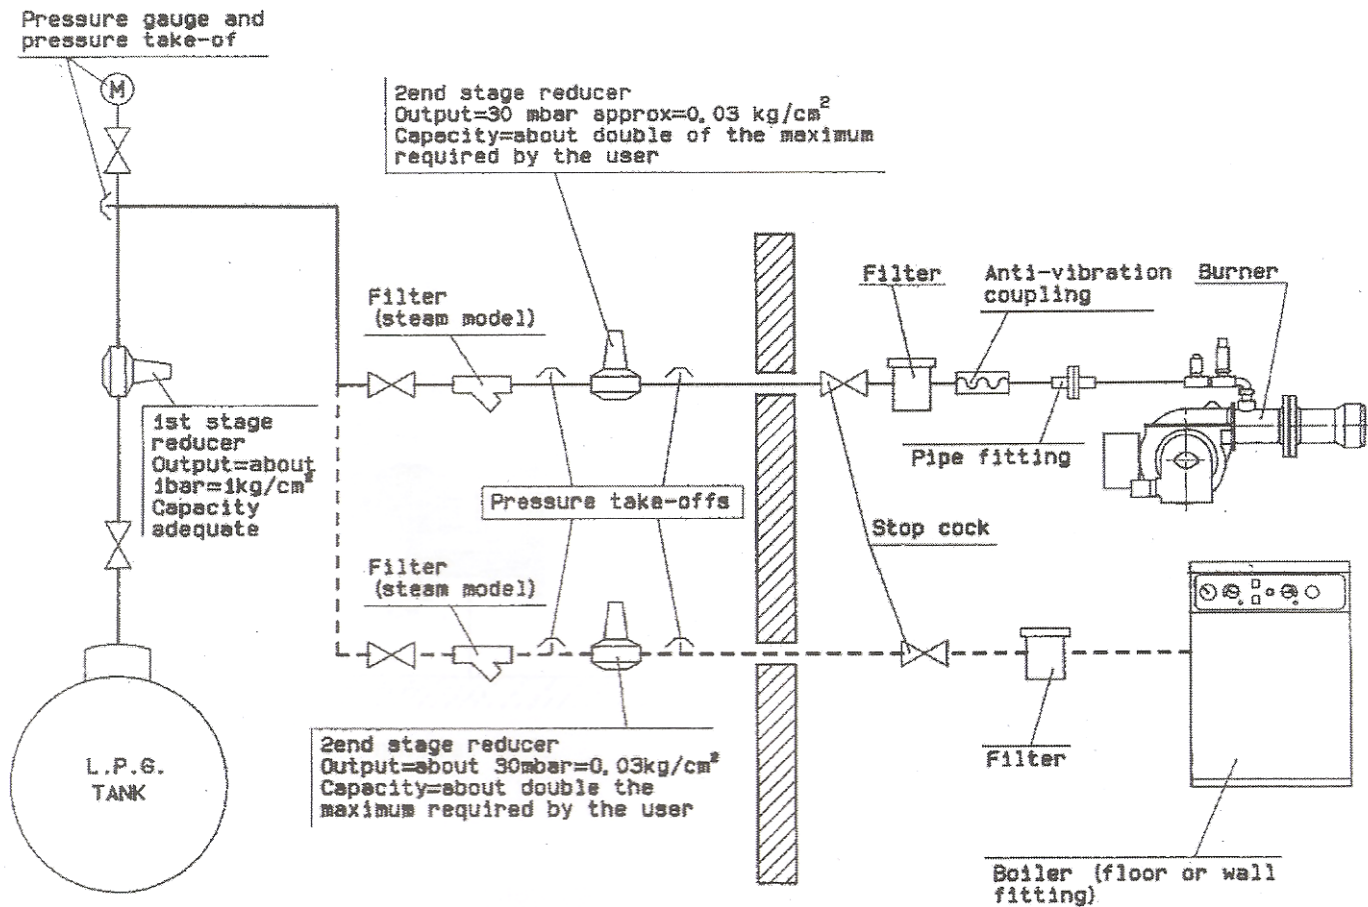 Pressure gauge and
pressure take-of
M
2end stage reducer
Output=30 mbar approx=0,03 kg/cm²
Capacity=about double of the maximum
required by the user
Filter
(steam model)
Filter
Anti-vibration
coupling
Burner
1st stage
reducer
Output=about
1bar=1kg/cm²
Capacity
adequate
Pipe fitting
Pressure take-offs
Stop cock
Filter
(steam model)
L.P.G.
TANK
2end stage reducer
Output=about 30mbar=0,03kg/cm²
Capacity=about double the
maximum required by the user
Filter
Boiler (floor or wall
fitting)